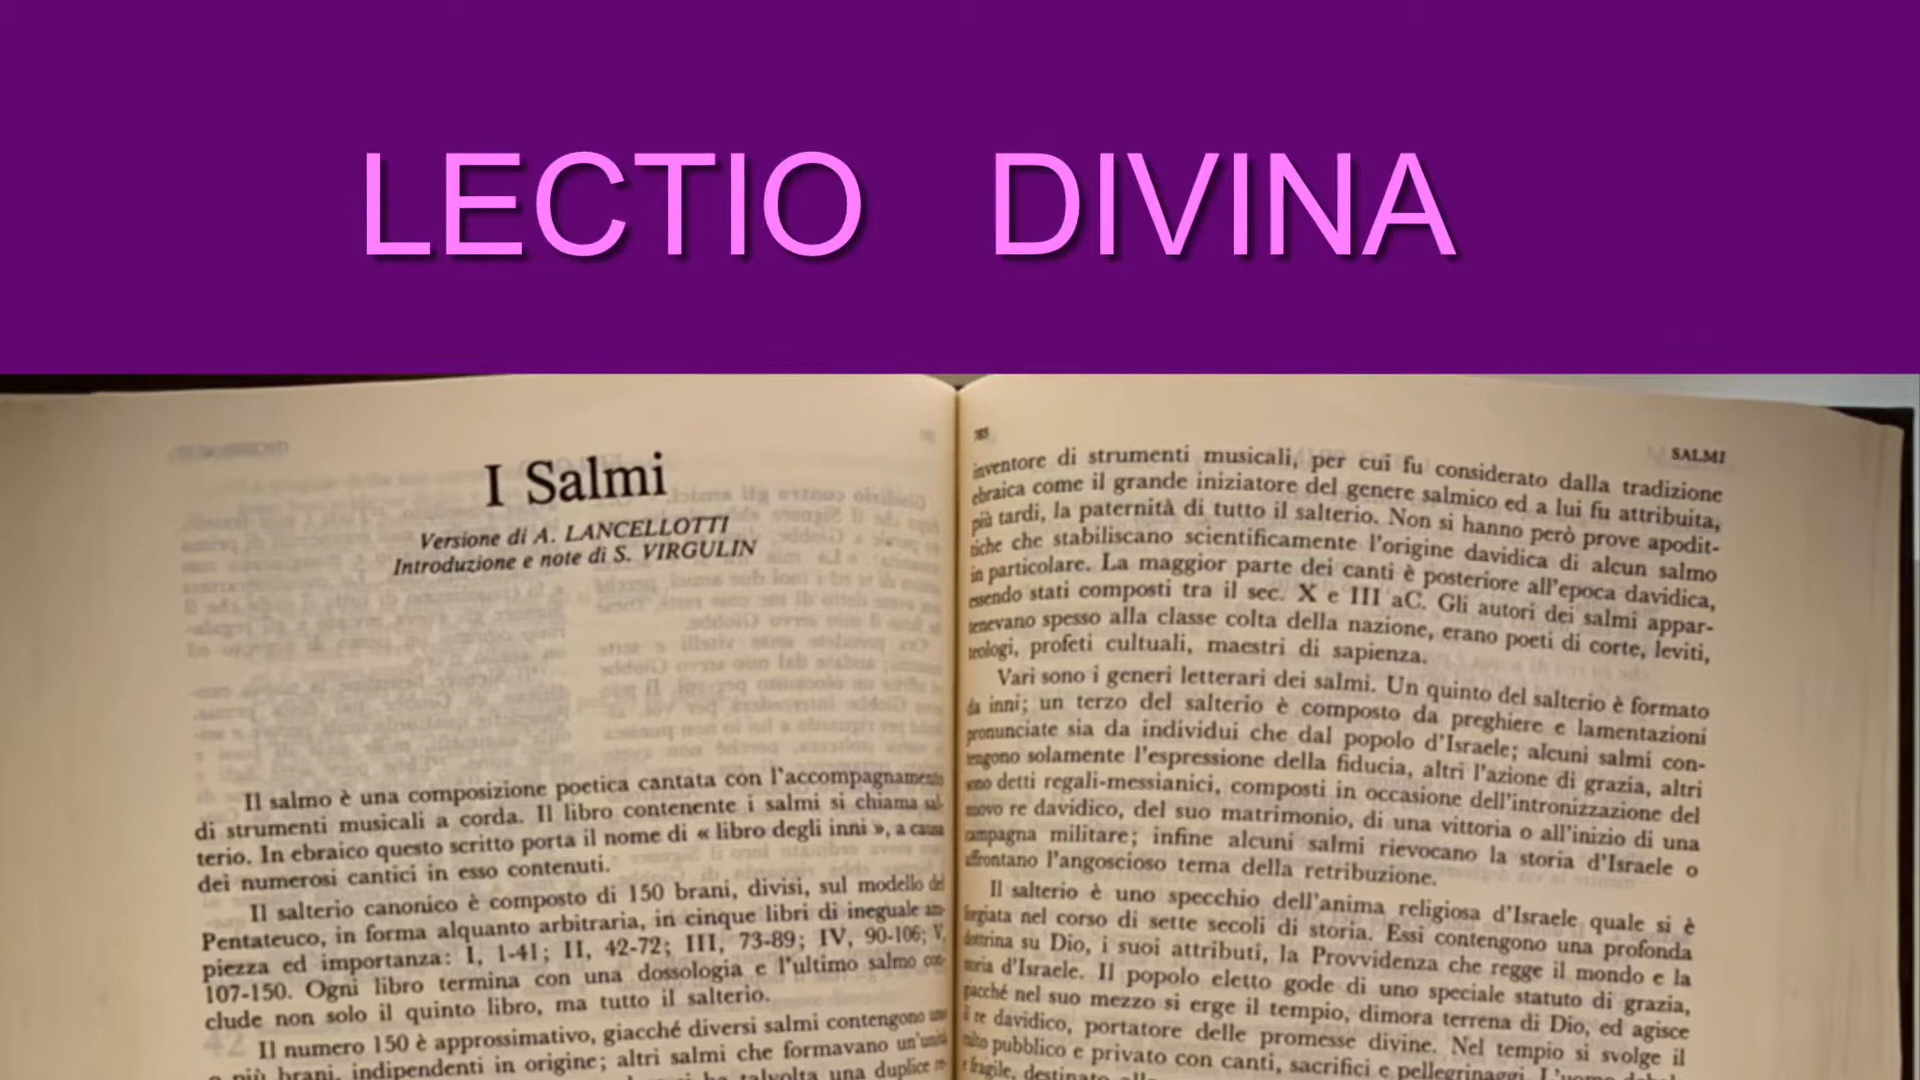 LECTIO DIVINA
I Salmi
Versione di A. LANCELLOTTI
Introduzione e note di S. VIRGULIN
Il salmo è una composizione poetica cantata con l'accompagnamento
di strumenti musicali a corda. Il libro contenente i salmi si chiama sal-
terio. In ebraico questo scritto porta il nome di « libro degli inni », a causa
dei numerosi cantici in esso contenuti.
Il salterio canonico è composto di 150 brani, divisi, sul modello del
Pentateuco, in forma alquanto arbitraria, in cinque libri di ineguale am-
piezza ed importanza: I, 1-41; II, 42-72; III, 73-89; IV, 90-106; V,
107-150. Ogni libro termina con una dossologia e l'ultimo salmo con-
clude non solo il quinto libro, ma tutto il salterio.
Il numero 150 è approssimativo, giacché diversi salmi contengono
o più brani, indipendenti in origine; altri salmi che formavano un'unità
talvolta una duplice
SALMI
inventore di strumenti musicali, per cui fu considerato dalla tradizione
ebraica come il grande iniziatore del genere salmico ed a lui fu attribuita,
più tardi, la paternità di tutto il salterio. Non si hanno però prove apodit-
tiche che stabiliscano scientificamente l'origine davidica di alcun salmo
in particolare. La maggior parte dei canti è posteriore all'epoca davidica,
essendo stati composti tra il sec. X e III aC. Gli autori dei salmi appar-
tenevano spesso alla classe colta della nazione, erano poeti di corte, leviti,
teologi, profeti cultuali, maestri di sapienza.
Vari sono i generi letterari dei salmi. Un quinto del salterio è formato
da inni; un terzo del salterio è composto da preghiere e lamentazioni
pronunciate sia da individui che dal popolo d'Israele; alcuni salmi con-
tengono solamente l'espressione della fiducia, altri l'azione di grazia, altri
sono detti regali-messianici, composti in occasione dell'intronizzazione del
nuovo re davidico, del suo matrimonio, di una vittoria o all'inizio di una
campagna militare; infine alcuni salmi rievocano la storia d'Israele o
affrontano l'angoscioso tema della retribuzione.
Il salterio è uno specchio dell'anima religiosa d'Israele quale si è
forgiata nel corso di sette secoli di storia. Essi contengono una profonda
dottrina su Dio, i suoi attributi, la Provvidenza che regge il mondo e la
storia d'Israele. Il popolo eletto gode di uno speciale statuto di grazia,
giacché nel suo mezzo si erge il tempio, dimora terrena di Dio, ed agisce
il re davidico, portatore delle promesse divine. Nel tempio si svolge il
culto pubblico e privato con canti, sacrifici e pellegrinaggi. L'uomo
fragile, destinato